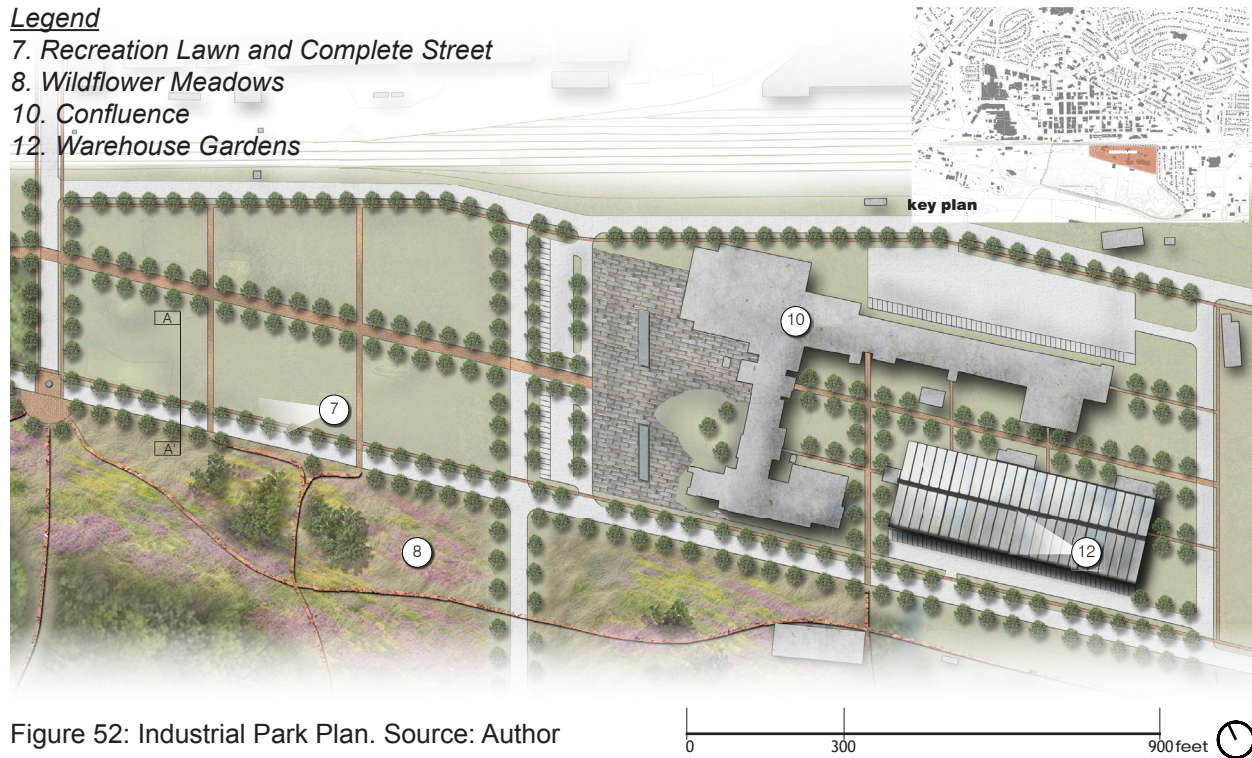 Legend
7. Recreation Lawn and Complete Street
8. Wildflower Meadows
10. Confluence
12. Warehouse Gardens
key plan
10
A
7
A'
8
12
Figure 52: Industrial Park Plan. Source: Author
0 300 900 feet